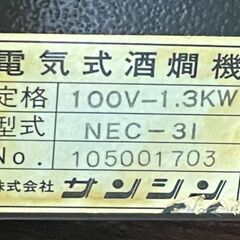 電気式酒燗機
定格 100V-1.3KW
型式 NEC-31
No. 105001703
株式会社 サンシン